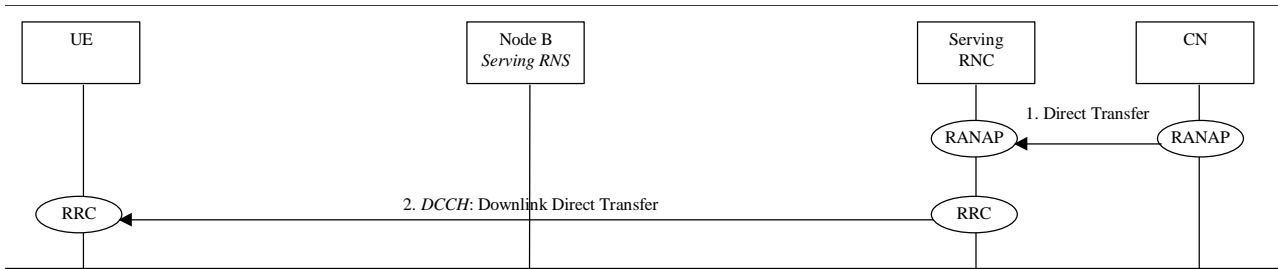 UE
Node B
Serving RNS
Serving
RNC
CN
1. Direct Transfer
RANAP
RANAP
2. DCCH: Downlink Direct Transfer
RRC
RRC